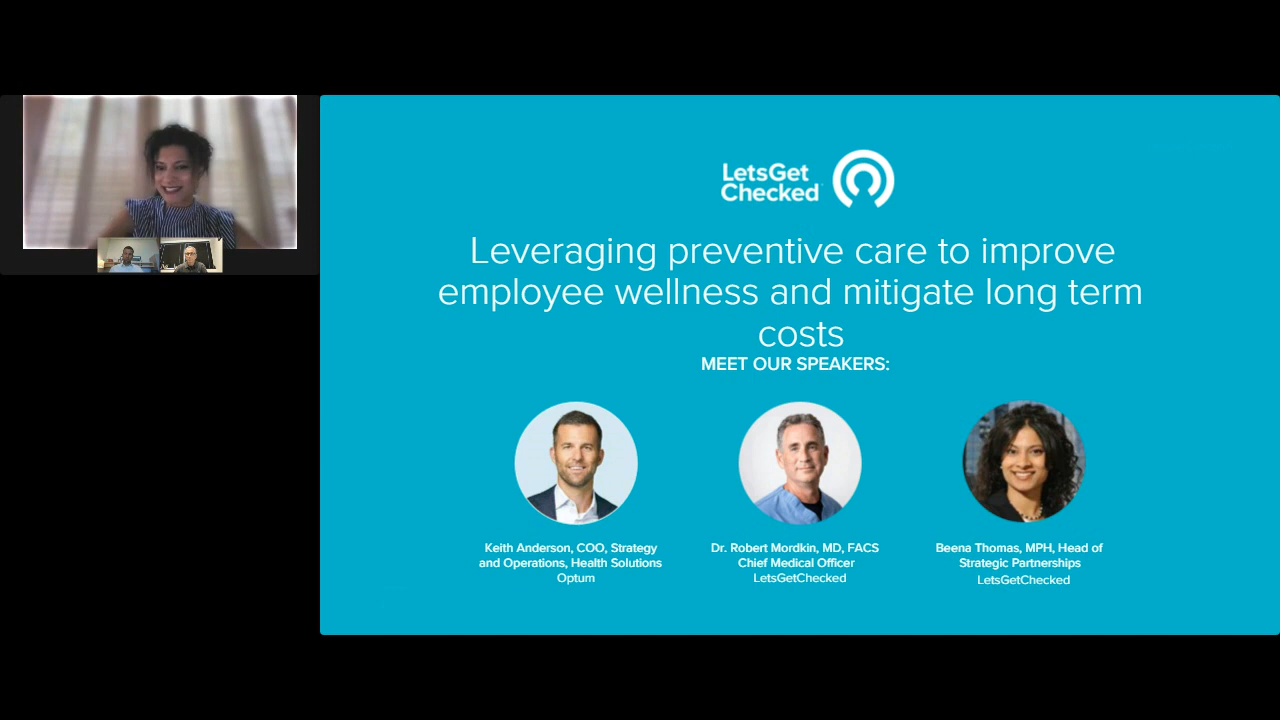 LetsGet
Checked
Leveraging preventive care to improve
employee wellness and mitigate long term
costs
MEET OUR SPEAKERS:
Keith Anderson, COO, Strategy
and Operations, Health Solutions
Optum
Dr. Robert Mordkin, MD, FACS
Chief Medical Officer
LetsGetChecked
Beena Thomas, MPH, Head of
Strategic Partnerships
LetsGetChecked